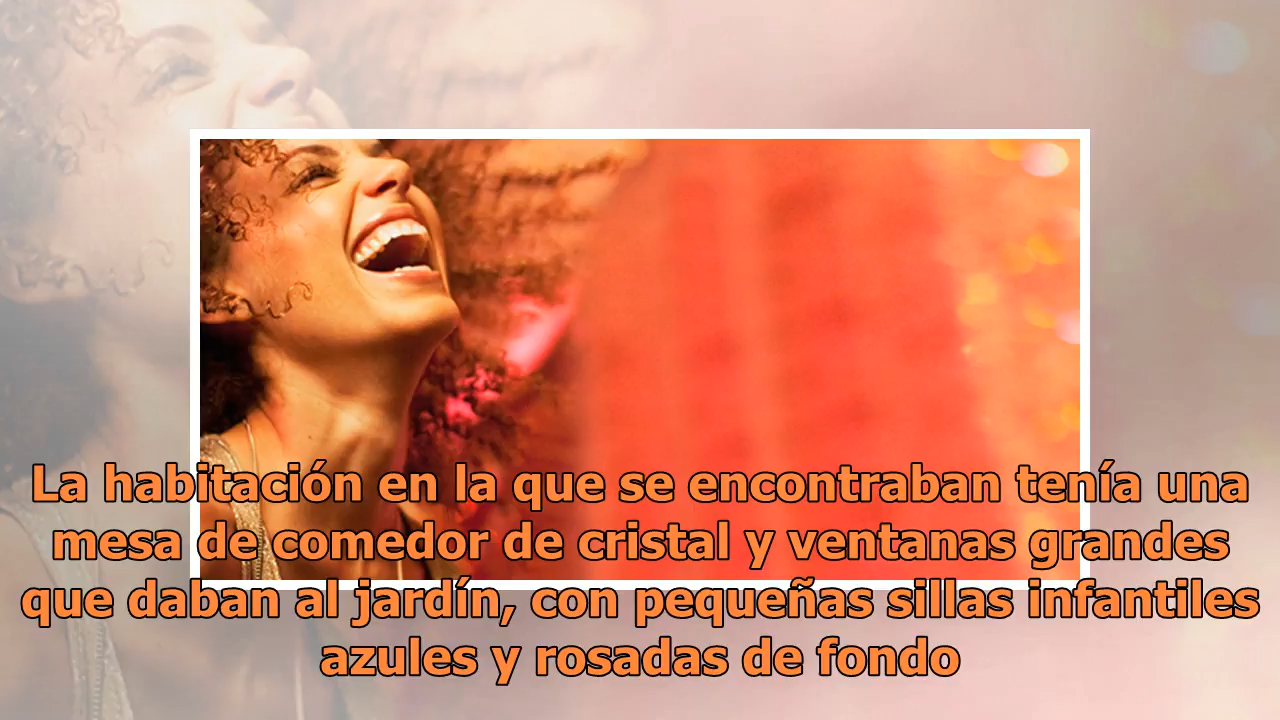 La habitación en la que se encontraban tenía una
mesa de comedor de cristal y ventanas grandes
que daban al jardín, con pequeñas sillas infantiles
azules y rosadas de fondo